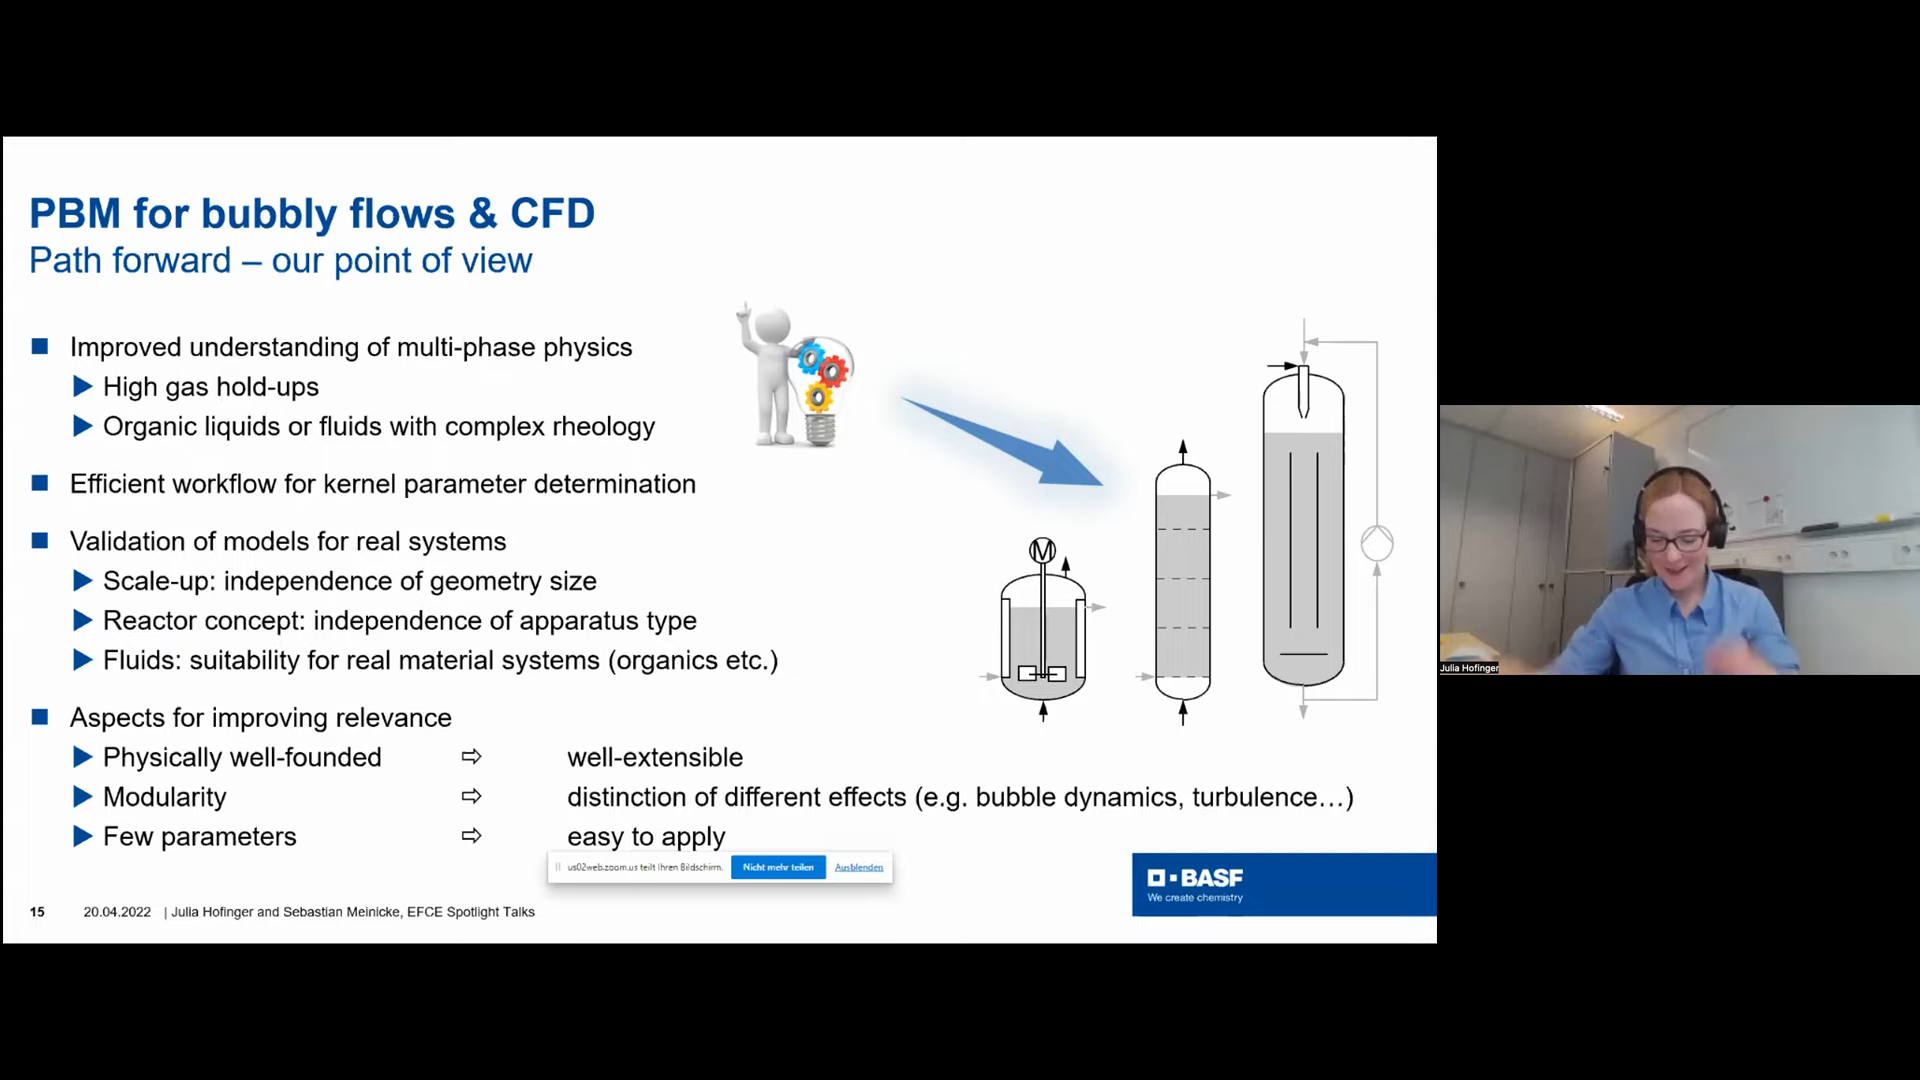 PBM for bubbly flows & CFD
Path forward – our point of view
Improved understanding of multi-phase physics
High gas hold-ups
Organic liquids or fluids with complex rheology
Efficient workflow for kernel parameter determination
Validation of models for real systems
Scale-up: independence of geometry size
Reactor concept: independence of apparatus type
Fluids: suitability for real material systems (organics etc.)
Aspects for improving relevance
Physically well-founded ⇨ well-extensible
Modularity ⇨ distinction of different effects (e.g. bubble dynamics, turbulence…)
Few parameters ⇨ easy to apply
M
us02web.zoom.us teilt Ihren Bildschirm. Nicht mehr teilen Ausblenden
15 20.04.2022 | Julia Hofinger and Sebastian Meinicke, EFCE Spotlight Talks
BASF
We create chemistry
Julia Hofinger